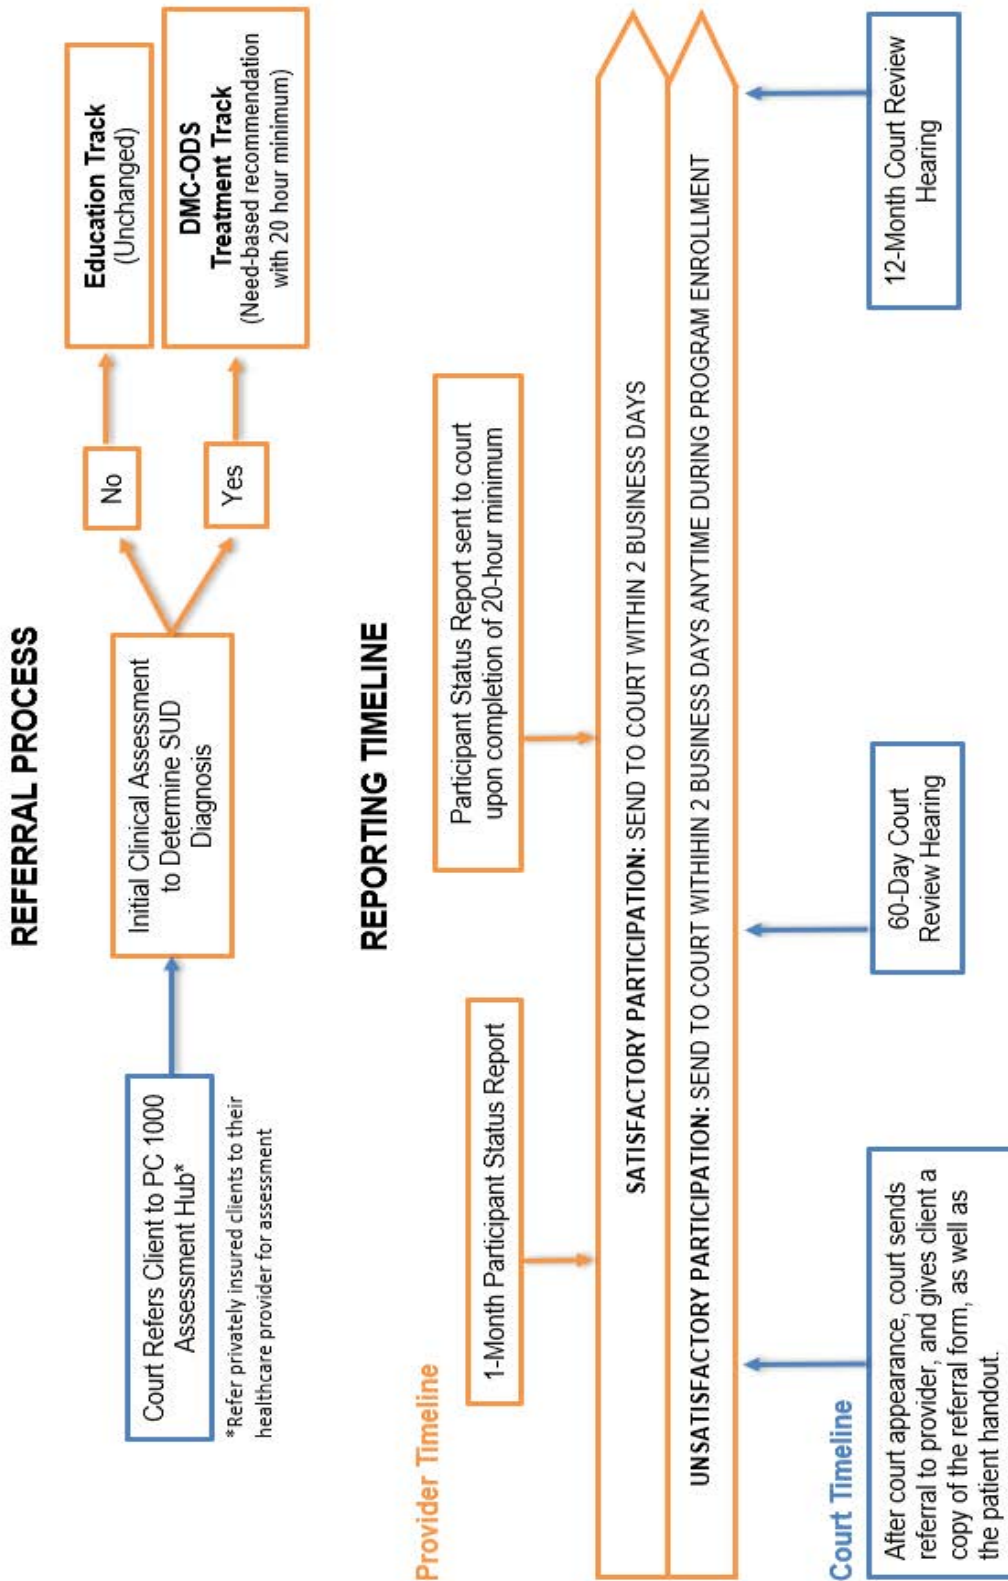 REFERRAL PROCESS
Court Refers Client to PC 1000
Assessment Hub*
*Refer privately insured clients to their
healthcare provider for assessment
Initial Clinical Assessment
to Determine SUD
Diagnosis
No
Yes
Education Track
(Unchanged)
DMC-ODS
Treatment Track
(Need-based recommendation
with 20 hour minimum)
REPORTING TIMELINE
Provider Timeline
1-Month Participant Status Report
Participant Status Report sent to court
upon completion of 20-hour minimum
SATISFACTORY PARTICIPATION: SEND TO COURT WITHIN 2 BUSINESS DAYS
UNSATISFACTORY PARTICIPATION: SEND TO COURT WITHIHIN 2 BUSINESS DAYS ANYTIME DURING PROGRAM ENROLLMENT
Court Timeline
After court appearance, court sends
referral to provider, and gives client a
copy of the referral form, as well as
the patient handout.
60-Day Court
Review Hearing
12-Month Court Review
Hearing